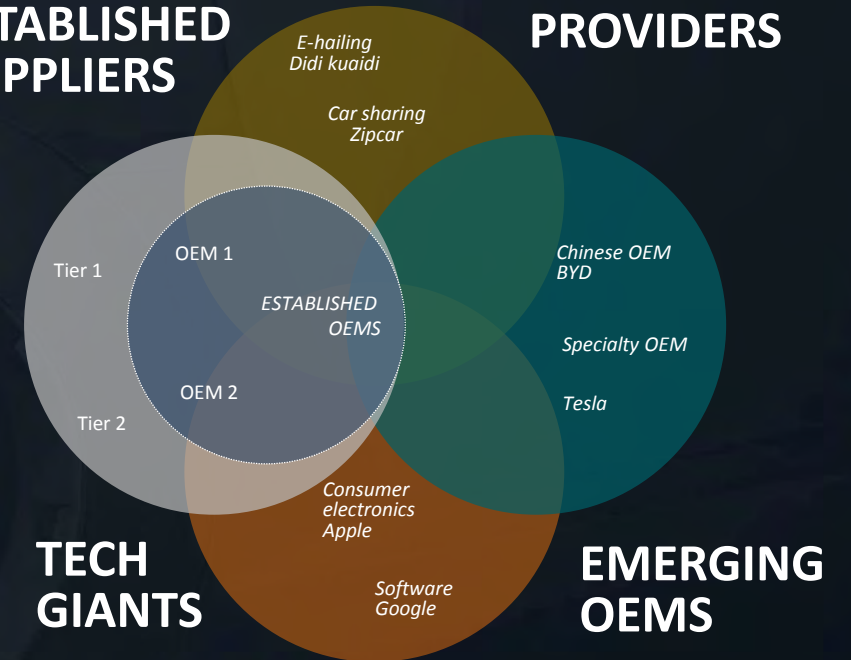 TABLISHED
PPLIERS
PROVIDERS
E-hailing
Didi kuaidi
Car sharing
Zipcar
Tier 1
OEM 1
ESTABLISHED
OEMS
OEM 2
Tier 2
Chinese OEM
BYD
Specialty OEM
Tesla
Consumer
electronics
Apple
Software
Google
TECH
GIANTS
EMERGING
OEMS